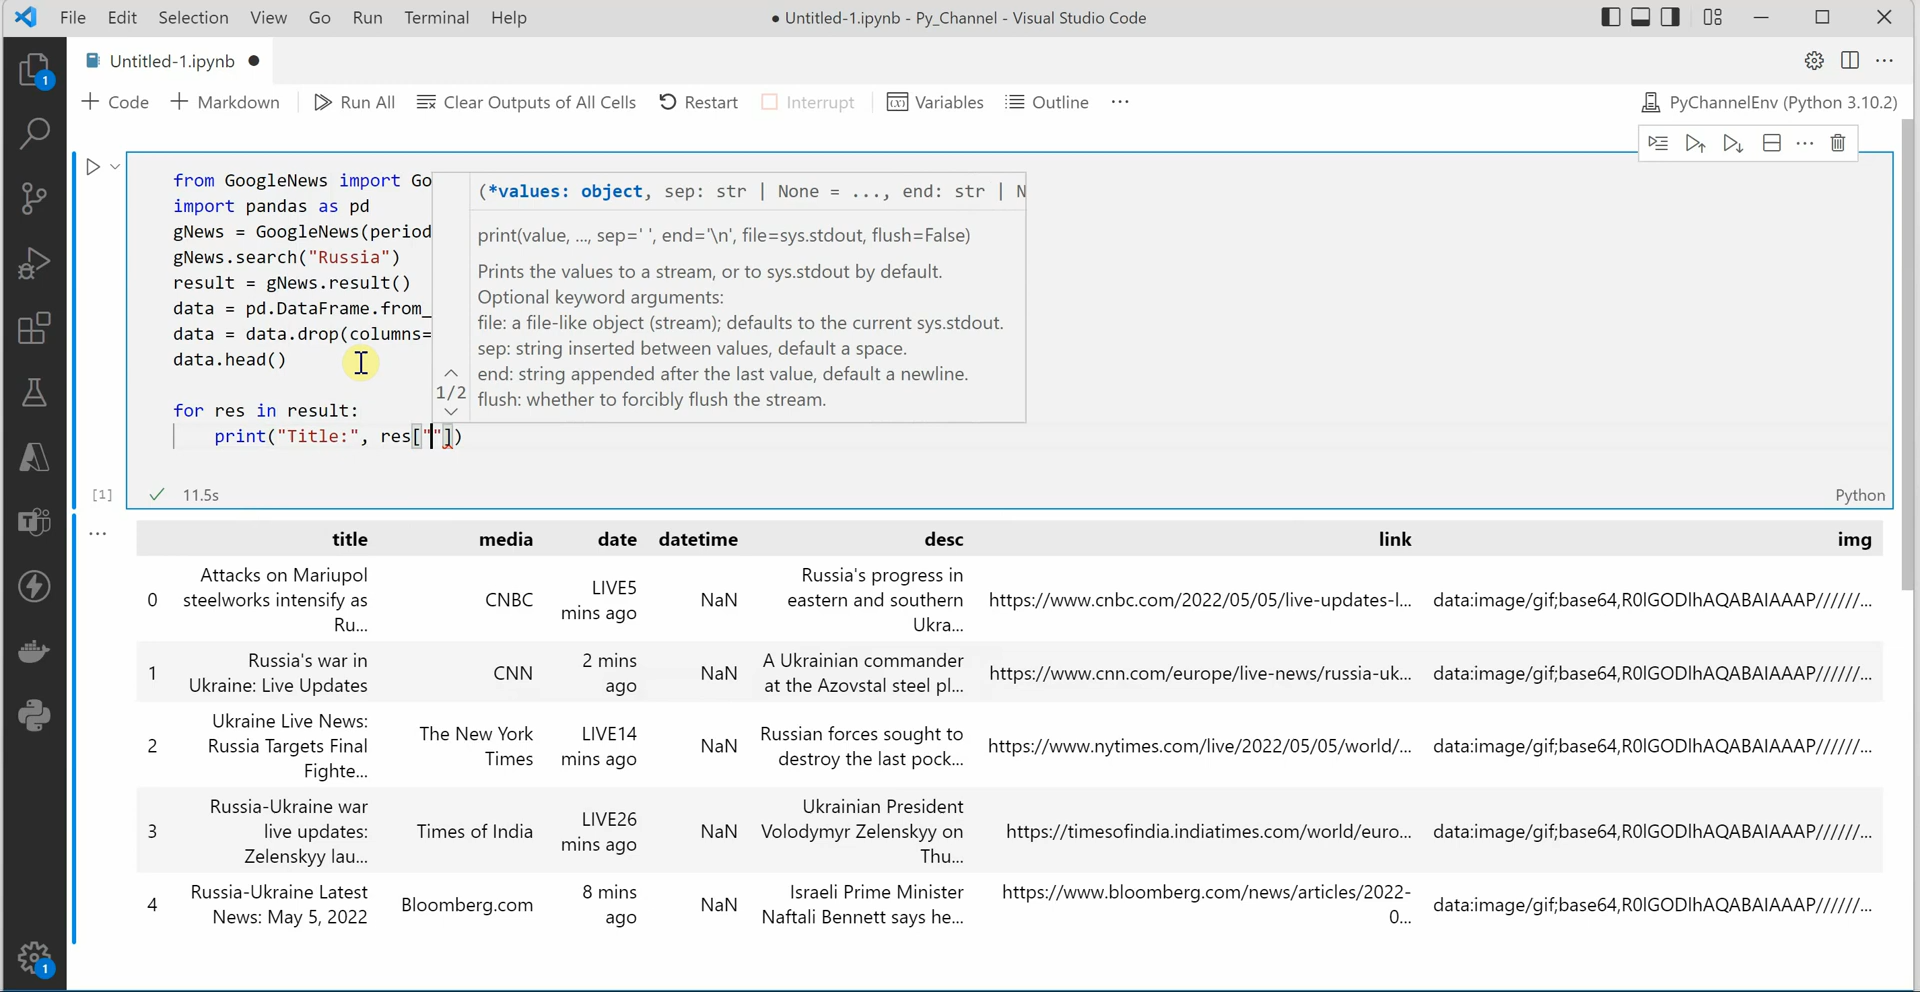 File Edit Selection View Go Run Terminal Help
● Untitled-1.ipynb - Py_Channel - Visual Studio Code
Untitled-1.ipynb ●
+ Code + Markdown Run All Clear Outputs of All Cells Restart Interrupt Variables Outline ...
PyChannelEnv (Python 3.10.2)
1
from GoogleNews import Go
import pandas as pd
gNews = GoogleNews(period
gNews.search("Russia")
result = gNews.result()
data = pd.DataFrame.from_
data = data.drop(columns=
data.head()
for res in result:
print("Title:", res[""])
(*values: object, sep: str | None = ..., end: str | N
print(value, ..., sep=' ', end='\n', file=sys.stdout, flush=False)
Prints the values to a stream, or to sys.stdout by default.
Optional keyword arguments:
file: a file-like object (stream); defaults to the current sys.stdout.
sep: string inserted between values, default a space.
end: string appended after the last value, default a newline.
flush: whether to forcibly flush the stream.
1/2
[1] 11.5s Python
title media date datetime desc link img
0 Attacks on Mariupol steelworks intensify as Ru... CNBC LIVE5 mins ago NaN Russia's progress in eastern and southern Ukra... https://www.cnbc.com/2022/05/05/live-updates-l... data:image/gif;base64,R0lGODlhAQABAIAAAP//////...
1 Russia's war in Ukraine: Live Updates CNN 2 mins ago NaN A Ukrainian commander at the Azovstal steel pl... https://www.cnn.com/europe/live-news/russia-uk... data:image/gif;base64,R0lGODlhAQABAIAAAP//////...
2 Ukraine Live News: Russia Targets Final Fighte... The New York Times LIVE14 mins ago NaN Russian forces sought to destroy the last pock... https://www.nytimes.com/live/2022/05/05/world/... data:image/gif;base64,R0lGODlhAQABAIAAAP//////...
3 Russia-Ukraine war live updates: Zelenskyy lau... Times of India LIVE26 mins ago NaN Ukrainian President Volodymyr Zelenskyy on Thu... https://timesofindia.indiatimes.com/world/euro... data:image/gif;base64,R0lGODlhAQABAIAAAP//////...
4 Russia-Ukraine Latest News: May 5, 2022 Bloomberg.com 8 mins ago NaN Israeli Prime Minister Naftali Bennett says he... https://www.bloomberg.com/news/articles/2022-0... data:image/gif;base64,R0lGODlhAQABAIAAAP//////...
1